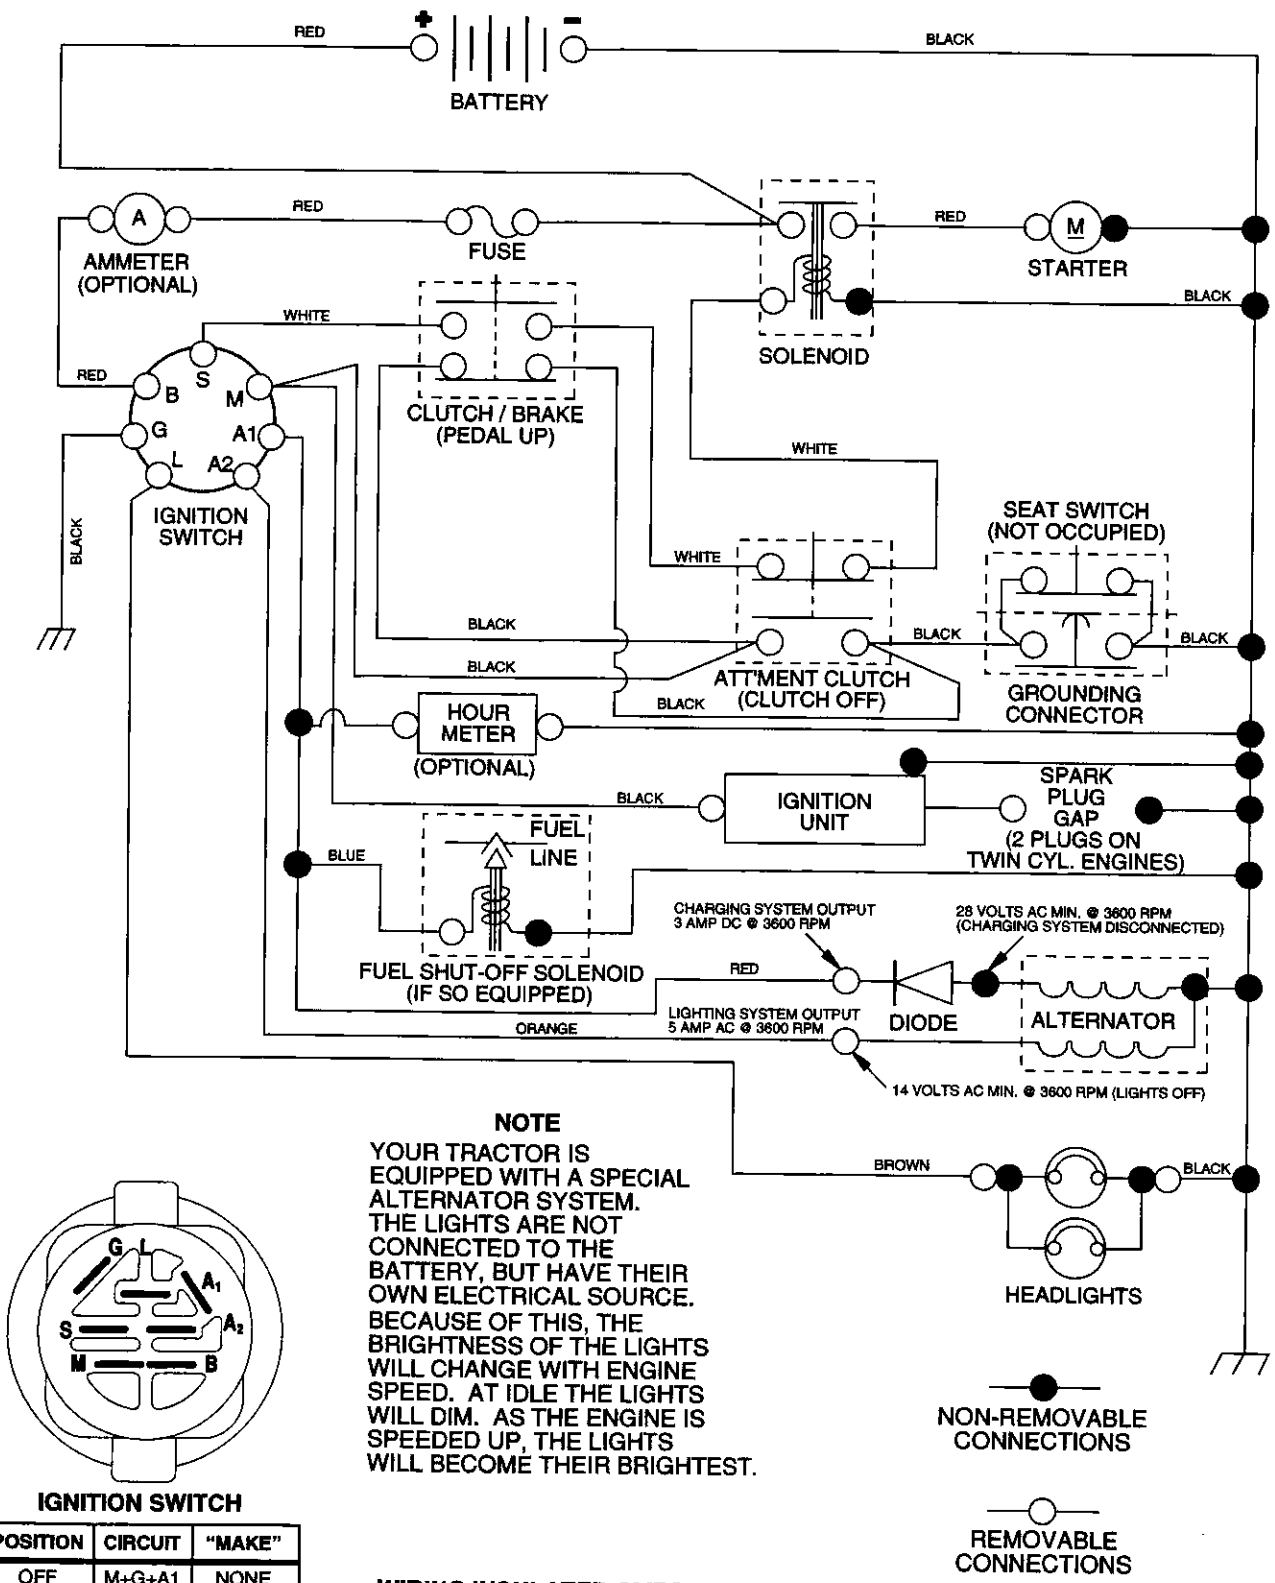 RED
+
-
BLACK
BATTERY
A
RED
RED
M
AMMETER
(OPTIONAL)
FUSE
STARTER
BLACK
WHITE
SOLENOID
RED
S
B
M
G
A1
L
A2
CLUTCH / BRAKE
(PEDAL UP)
WHITE
IGNITION
SWITCH
BLACK
SEAT SWITCH
(NOT OCCUPIED)
WHITE
BLACK
BLACK
BLACK
BLACK
ATT'MENT CLUTCH
(CLUTCH OFF)
BLACK
GROUNDING
CONNECTOR
HOUR
METER
(OPTIONAL)
BLACK
IGNITION
UNIT
SPARK
PLUG
GAP
(2 PLUGS ON
TWIN CYL. ENGINES)
FUEL
LINE
BLUE
CHARGING SYSTEM OUTPUT
3 AMP DC @ 3600 RPM
28 VOLTS AC MIN. @ 3600 RPM
(CHARGING SYSTEM DISCONNECTED)
FUEL SHUT-OFF SOLENOID
(IF SO EQUIPPED)
RED
LIGHTING SYSTEM OUTPUT
5 AMP AC @ 3600 RPM
DIODE
ALTERNATOR
ORANGE
14 VOLTS AC MIN. @ 3600 RPM (LIGHTS OFF)
NOTE
YOUR TRACTOR IS
EQUIPPED WITH A SPECIAL
ALTERNATOR SYSTEM.
THE LIGHTS ARE NOT
CONNECTED TO THE
BATTERY, BUT HAVE THEIR
OWN ELECTRICAL SOURCE.
BECAUSE OF THIS, THE
BRIGHTNESS OF THE LIGHTS
WILL CHANGE WITH ENGINE
SPEED. AT IDLE THE LIGHTS
WILL DIM. AS THE ENGINE IS
SPEEDED UP, THE LIGHTS
WILL BECOME THEIR BRIGHTEST.
BROWN
BLACK
HEADLIGHTS
G
L
A1
S
A2
M
B
IGNITION SWITCH
POSITION CIRCUIT "MAKE"
OFF M+G+A1 NONE
NON-REMOVABLE
CONNECTIONS
REMOVABLE
CONNECTIONS